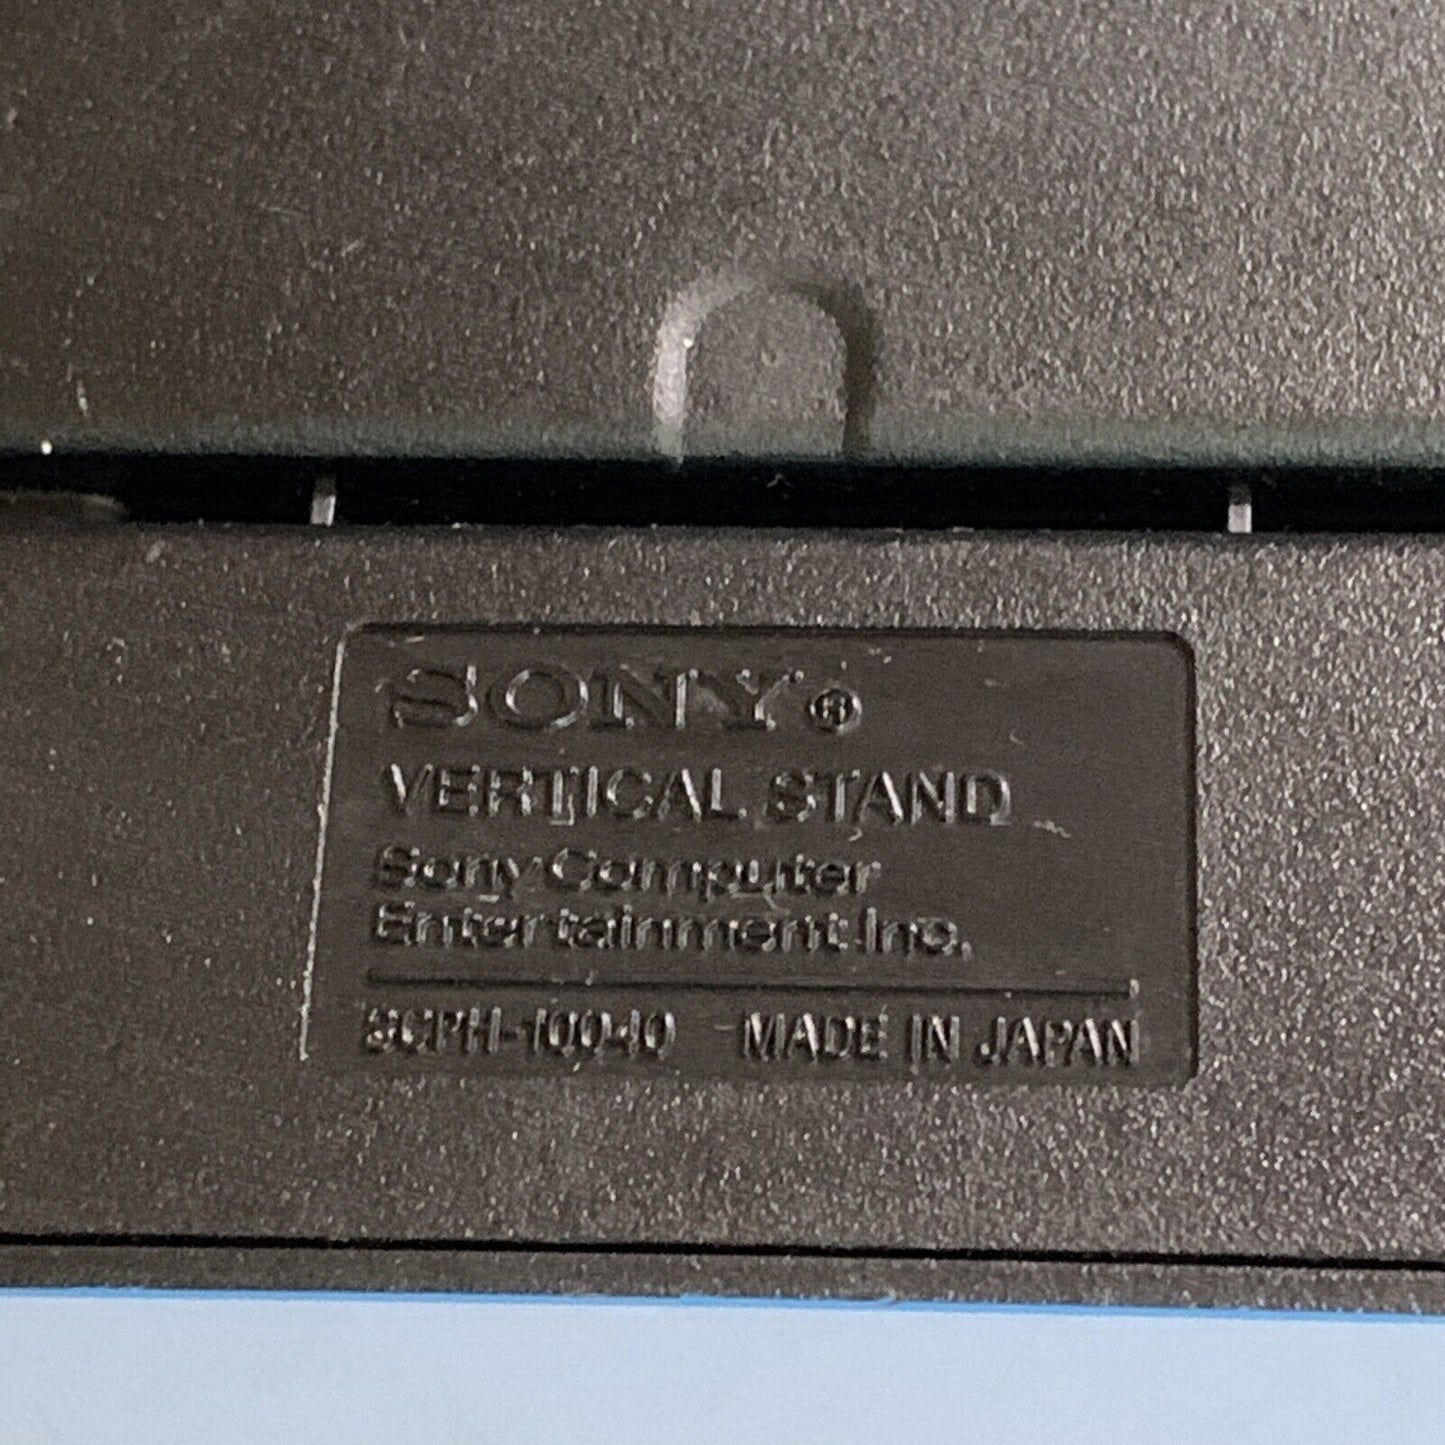 SONY®
VERTICAL STAND
Sony Computer
Entertainment Inc.
SCPH-10040 MADE IN JAPAN